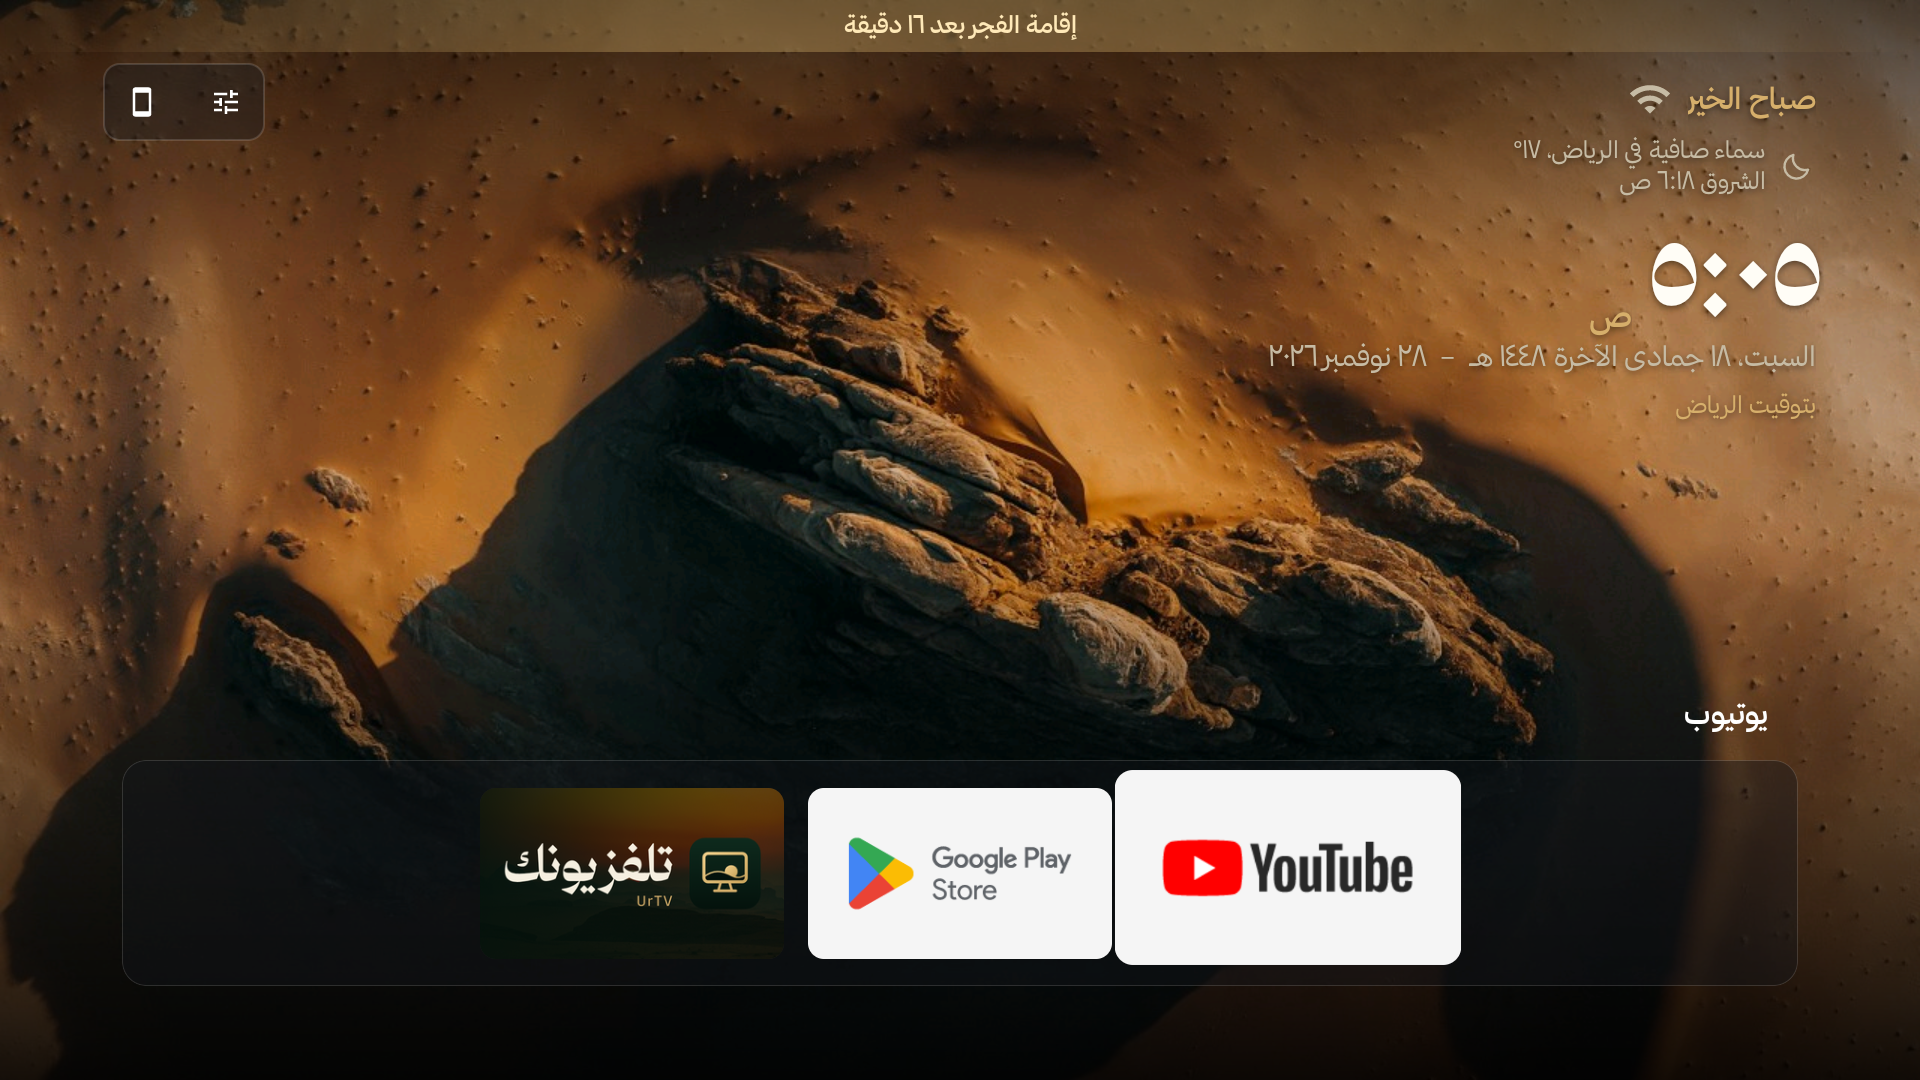 إقامة الفجر بعد ١٦ دقيقة
صباح الخير
سماء صافية في الرياض، ١٧°
الشروق ٦:١٨ ص
٥:٠٥ ص
السبت، ١٨ جمادى الآخرة ١٤٤٨ هـ – ٢٨ نوفمبر ٢٠٢٦
بتوقيت الرياض
يوتيوب
YouTube
Google Play
Store
تلفزيونك
UrTV